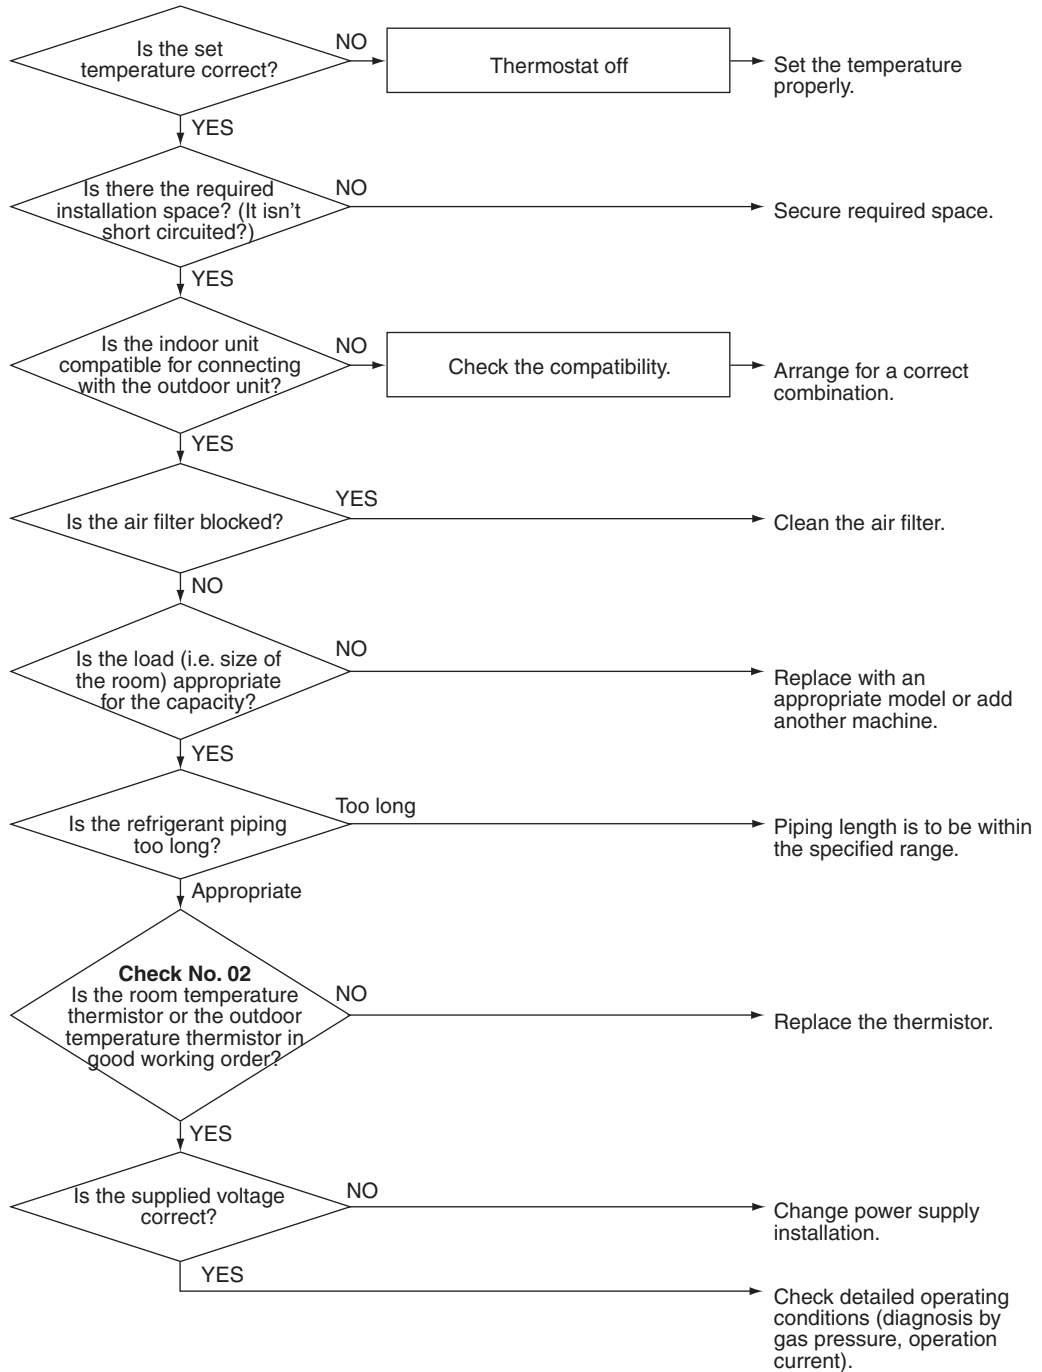 Is the set
temperature correct?
NO
Thermostat off
Set the temperature
properly.
YES
Is there the required
installation space? (It isn't
short circuited?)
NO
Secure required space.
YES
Is the indoor unit
compatible for connecting
with the outdoor unit?
NO
Check the compatibility.
Arrange for a correct
combination.
YES
Is the air filter blocked?
YES
Clean the air filter.
NO
Is the load (i.e. size of
the room) appropriate
for the capacity?
NO
Replace with an
appropriate model or add
another machine.
YES
Is the refrigerant piping
too long?
Too long
Piping length is to be within
the specified range.
Appropriate
Check No. 02
Is the room temperature
thermistor or the outdoor
temperature thermistor in
good working order?
NO
Replace the thermistor.
YES
Is the supplied voltage
correct?
NO
Change power supply
installation.
YES
Check detailed operating
conditions (diagnosis by
gas pressure, operation
current).